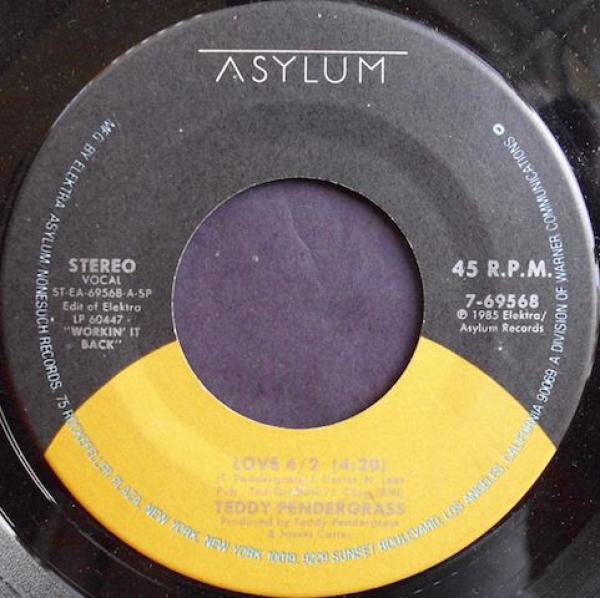 ASYLUM
STEREO
VOCAL
ST-EA-69568-A-SP
Edit of Elektra
LP 60447 -
"WORKIN' IT
BACK"
45 R.P.M.
7-69568
℗ 1985 Elektra/
Asylum Records
LOVE 4/2 (4:20)
TEDDY PENDERGRASS
Produced by Teddy Pendergrass
& James Carter
MFG. BY ELEKTRA/ASYLUM/NONESUCH RECORDS, 75 ROCKEFELLER PLAZA, NEW YORK, NEW YORK 10019, 9229 SUNSET BOULEVARD, LOS ANGELES, CALIFORNIA 90069 A DIVISION OF WARNER COMMUNICATIONS